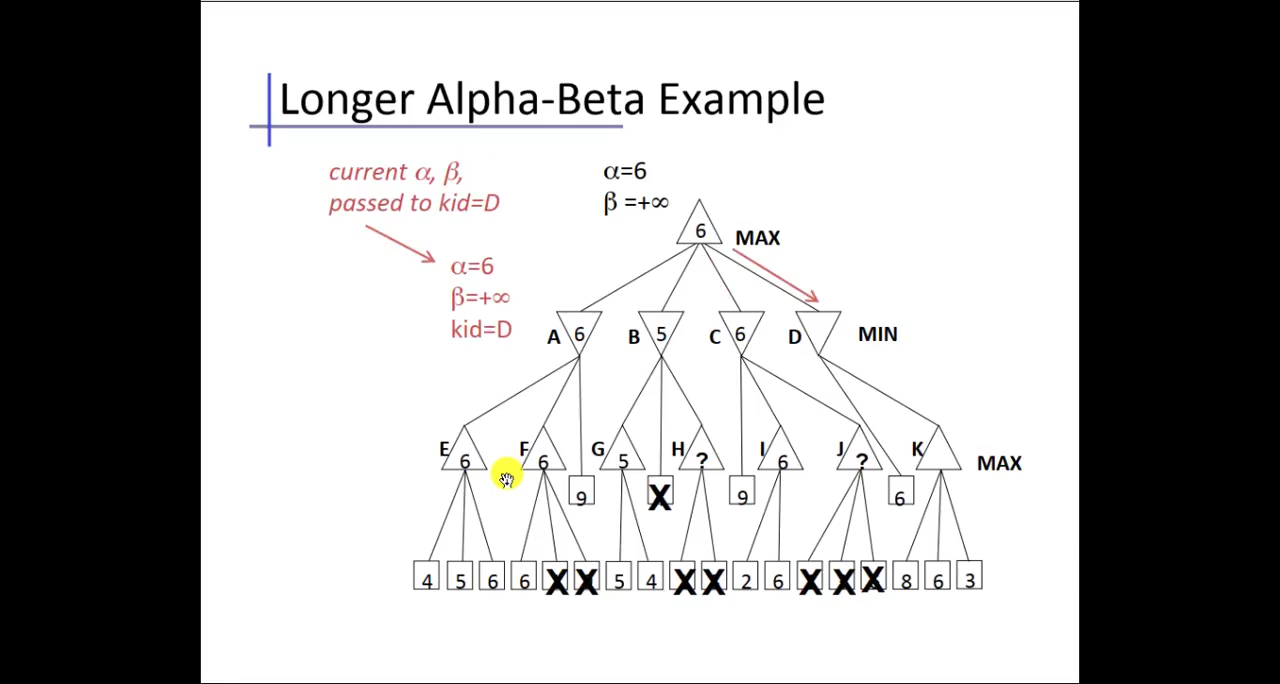 Longer Alpha-Beta Example
current α, β,
passed to kid=D
α=6
β =+∞
6
MAX
α=6
β=+∞
kid=D
A 6 B 5 C 6 D MIN
E 6 F 6 G 5 H ? I 6 J ? K MAX
9 X 9 6
4 5 6 6 X X 5 4 X X 2 6 X X X 8 6 3